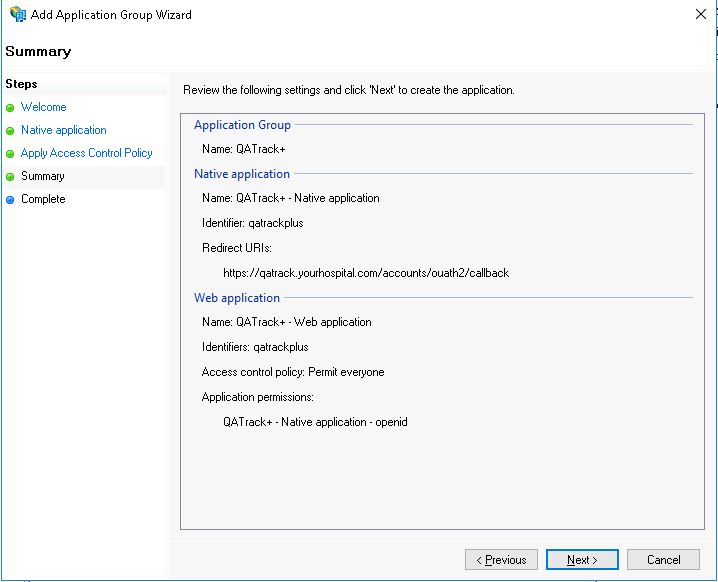 Add Application Group Wizard
Summary
Steps
Welcome
Native application
Apply Access Control Policy
Summary
Complete
Review the following settings and click 'Next' to create the application.
Application Group
Name: QATrack+
Native application
Name: QATrack+ - Native application
Identifier: qatrackplus
Redirect URIs:
https://qatrack.yourhospital.com/accounts/ouath2/callback
Web application
Name: QATrack+ - Web application
Identifiers: qatrackplus
Access control policy: Permit everyone
Application permissions:
QATrack+ - Native application - openid
< Previous
Next >
Cancel